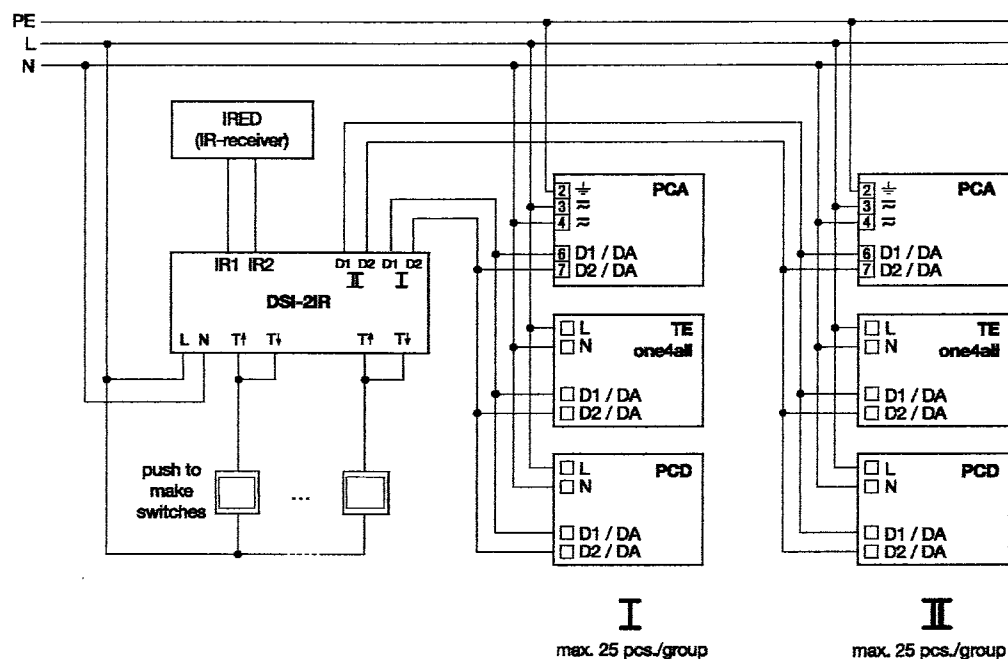 PE
L
N
IRED
(IR-receiver)
IR1 IR2
D1 D2 D1 D2
II I
DSI-2IR
L N T↑ T↓ T↑ T↓
push to
make
switches
...
2 ⏚ PCA
3 ≂
4 ≂
6 D1 / DA
7 D2 / DA
L TE
N one4all
D1 / DA
D2 / DA
L PCD
N
D1 / DA
D2 / DA
I
max. 25 pcs./group
2 ⏚ PCA
3 ≂
4 ≂
6 D1 / DA
7 D2 / DA
L TE
N one4all
D1 / DA
D2 / DA
L PCD
N
D1 / DA
D2 / DA
II
max. 25 pcs./group